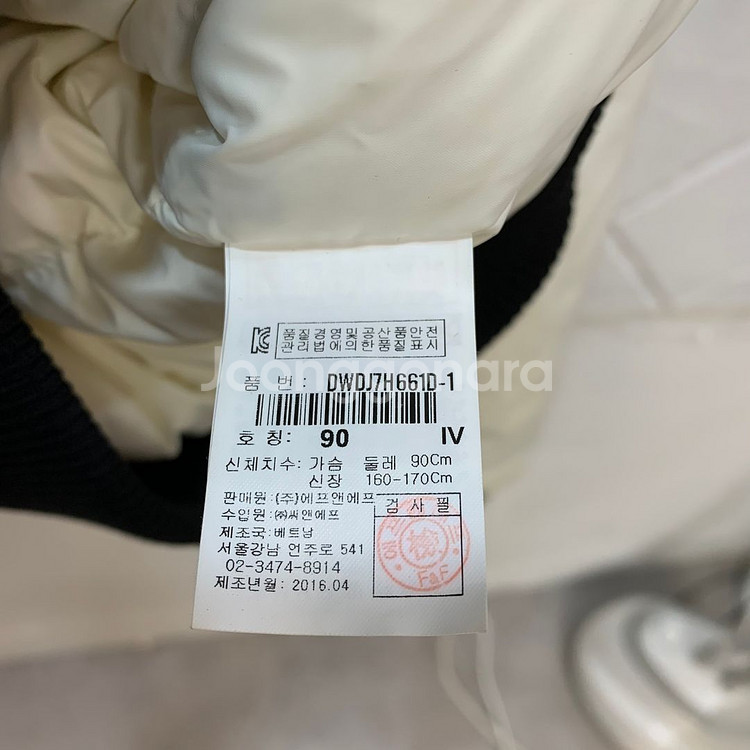 품질경영및공산품안전
관리법에의한품질표시
Joonggonara
품 번: DWDJ7H661D-1
호 칭: 90 IV
신체치수: 가슴 둘레 90Cm
신장 160-170Cm
판매원:(주)에프앤에프 검 사 필
수입원:㈜씨앤에프
제조국:베트남
서울강남 언주로 541
02-3474-8914
제조년월: 2016.04
F&F